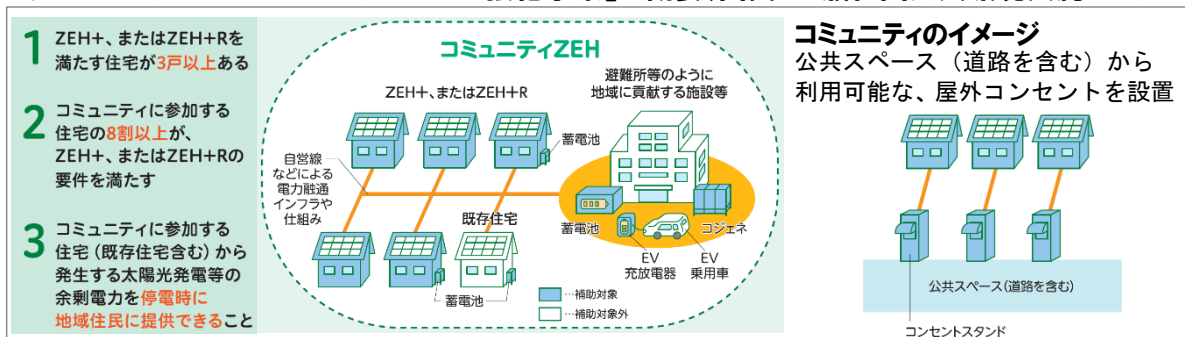 1
ZEH+、またはZEH+Rを
満たす住宅が3戸以上ある
2
コミュニティに参加する
住宅の8割以上が、
ZEH+、またはZEH+Rの
要件を満たす
3
コミュニティに参加する
住宅(既存住宅含む)から
発生する太陽光発電等の
余剰電力を停電時に
地域住民に提供できること
コミュニティZEH
ZEH+、またはZEH+R
避難所等のように
地域に貢献する施設等
蓄電池
自営線
などによる
電力融通
インフラや
仕組み
既存住宅
蓄電池
コジェネ
EV
充放電器
EV
乗用車
蓄電池
…補助対象
…補助対象外
コミュニティのイメージ
公共スペース(道路を含む)から
利用可能な、屋外コンセントを設置
公共スペース(道路を含む)
コンセントスタンド